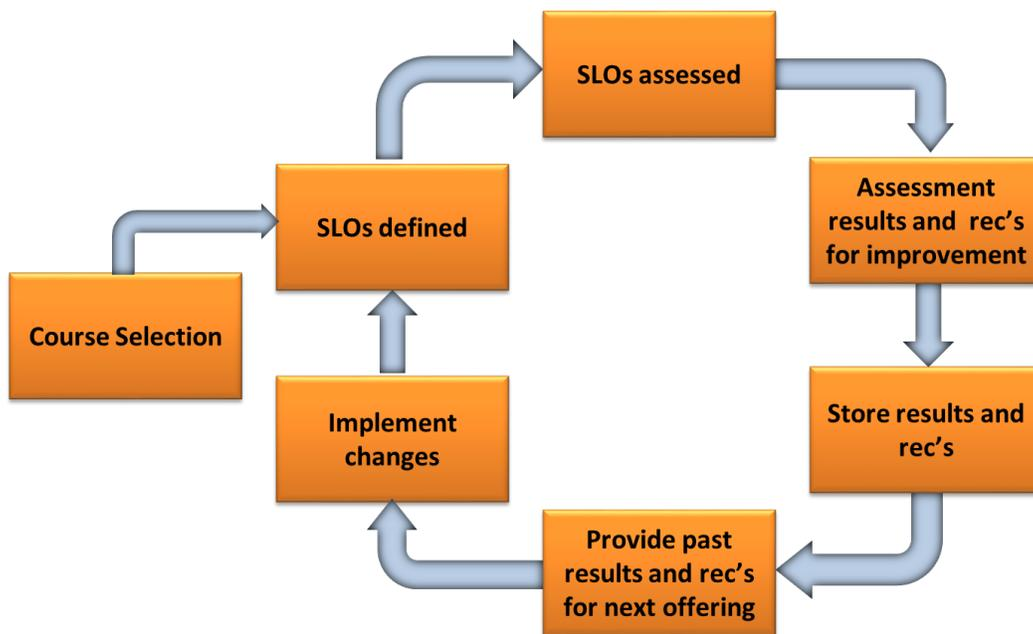 SLOs assessed
Assessment
results and rec's
for improvement
SLOs defined
Course Selection
Store results and
rec's
Implement
changes
Provide past
results and rec's
for next offering